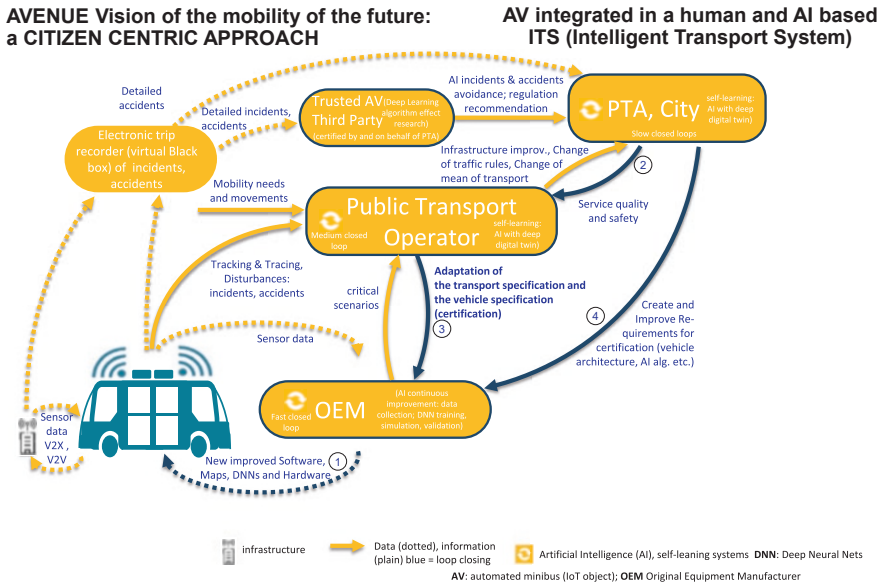 AVENUE Vision of the mobility of the future:
a CITIZEN CENTRIC APPROACH
AV integrated in a human and AI based
ITS (Intelligent Transport System)
Detailed
accidents
Detailed incidents,
accidents
Electronic trip
recorder (virtual Black
box) of incidents,
accidents
Trusted AV (Deep Learning
Third Party algorithm effect
research)
(certified by and on behalf of PTA)
AI incidents & accidents
avoidance; regulation
recommendation
PTA, City
self-learning:
AI with deep
digital twin)
Slow closed loops
Infrastructure improv., Change
of traffic rules, Change of
mean of transport
2
Service quality
and safety
Mobility needs
and movements
Public Transport
Operator
self-learning:
AI with deep
digital twin)
Medium closed
loop
Tracking & Tracing,
Disturbances:
incidents, accidents
critical
scenarios
Adaptation of
the transport specification and
the vehicle specification
(certification)
3
4
Create and
Improve Re-
quirements for
certification (vehicle
architecture, AI alg. etc.)
Sensor data
OEM
Fast closed
loop
(AI continuous
improvement: data
collection; DNN training,
simulation, validation)
Sensor
data
V2X ,
V2V
New improved Software,
Maps, DNNs and Hardware
1
infrastructure
Data (dotted), information
(plain) blue = loop closing
Artificial Intelligence (AI), self-leaning systems DNN: Deep Neural Nets
AV: automated minibus (IoT object); OEM Original Equipment Manufacturer